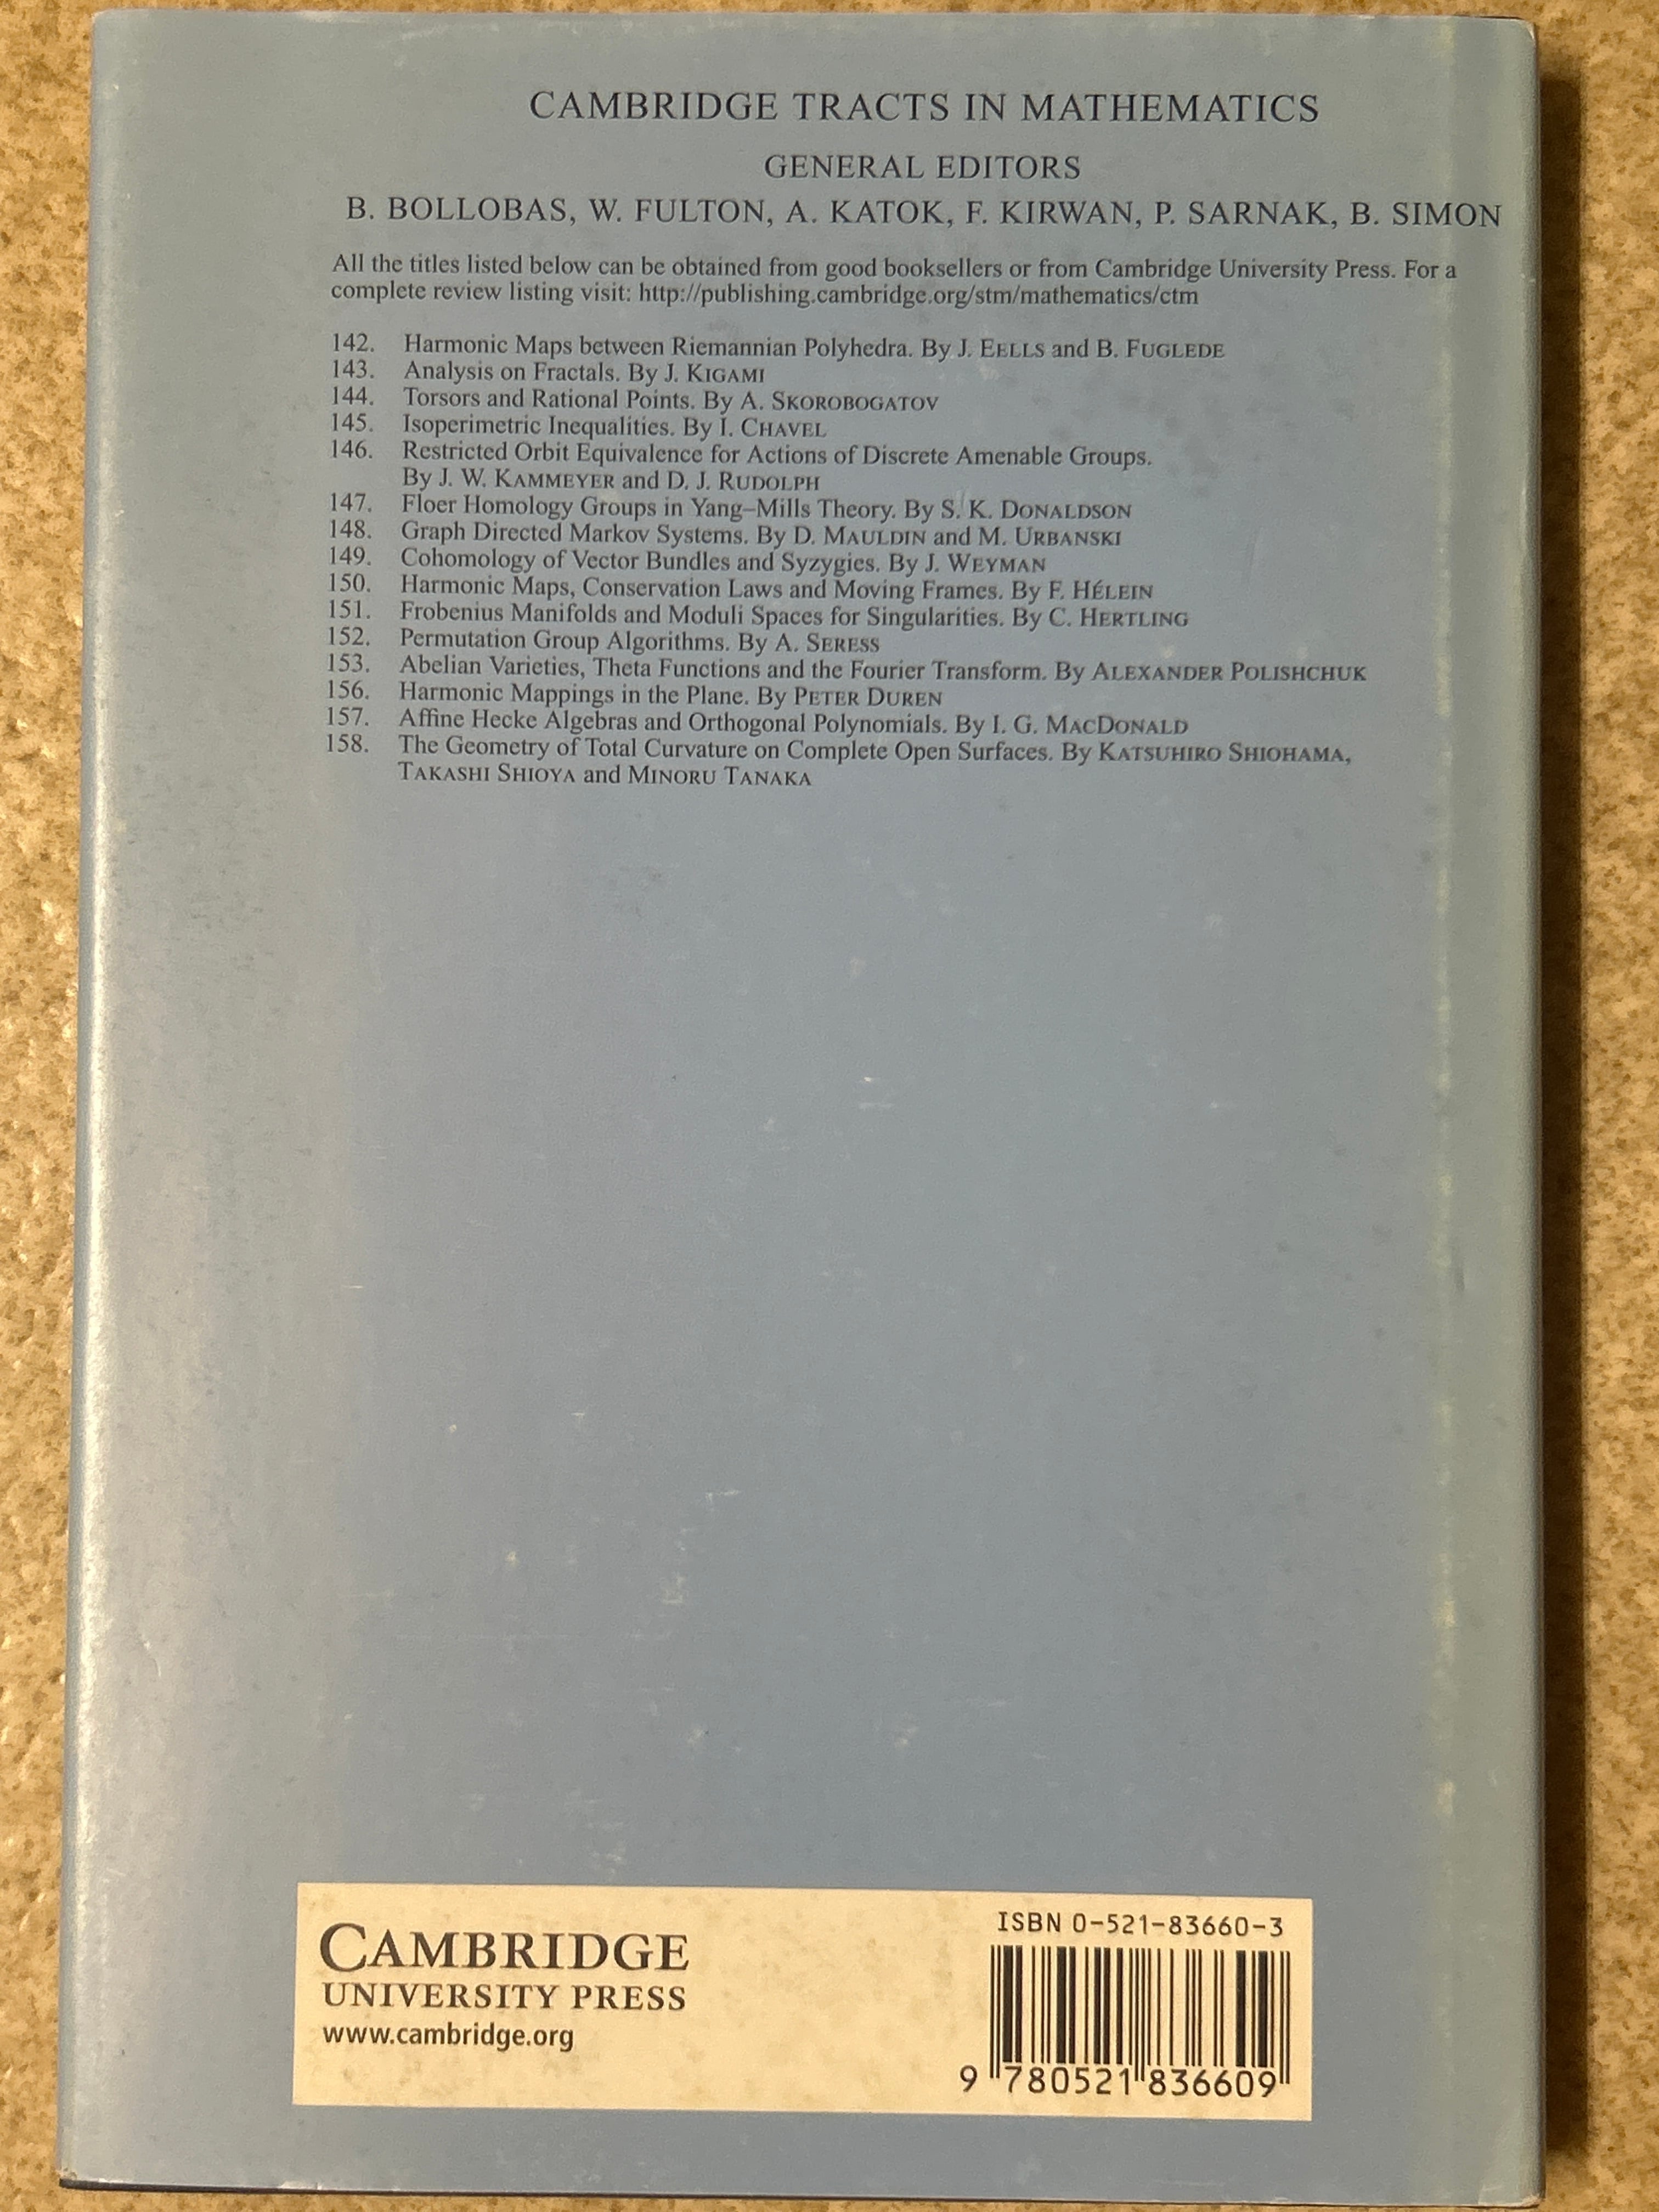 CAMBRIDGE TRACTS IN MATHEMATICS
GENERAL EDITORS
B. BOLLOBAS, W. FULTON, A. KATOK, F. KIRWAN, P. SARNAK, B. SIMON
All the titles listed below can be obtained from good booksellers or from Cambridge University Press. For a
complete review listing visit: http://publishing.cambridge.org/stm/mathematics/ctm
142. Harmonic Maps between Riemannian Polyhedra. By J. EELLS and B. FUGLEDE
143. Analysis on Fractals. By J. KIGAMI
144. Torsors and Rational Points. By A. SKOROBOGATOV
145. Isoperimetric Inequalities. By I. CHAVEL
146. Restricted Orbit Equivalence for Actions of Discrete Amenable Groups.
By J. W. KAMMEYER and D. J. RUDOLPH
147. Floer Homology Groups in Yang–Mills Theory. By S. K. DONALDSON
148. Graph Directed Markov Systems. By D. MAULDIN and M. URBANSKI
149. Cohomology of Vector Bundles and Syzygies. By J. WEYMAN
150. Harmonic Maps, Conservation Laws and Moving Frames. By F. HÉLEIN
151. Frobenius Manifolds and Moduli Spaces for Singularities. By C. HERTLING
152. Permutation Group Algorithms. By A. SERESS
153. Abelian Varieties, Theta Functions and the Fourier Transform. By ALEXANDER POLISHCHUK
156. Harmonic Mappings in the Plane. By PETER DUREN
157. Affine Hecke Algebras and Orthogonal Polynomials. By I. G. MACDONALD
158. The Geometry of Total Curvature on Complete Open Surfaces. By KATSUHIRO SHIOHAMA,
TAKASHI SHIOYA and MINORU TANAKA
CAMBRIDGE
UNIVERSITY PRESS
www.cambridge.org
ISBN 0-521-83660-3
9 780521 836609